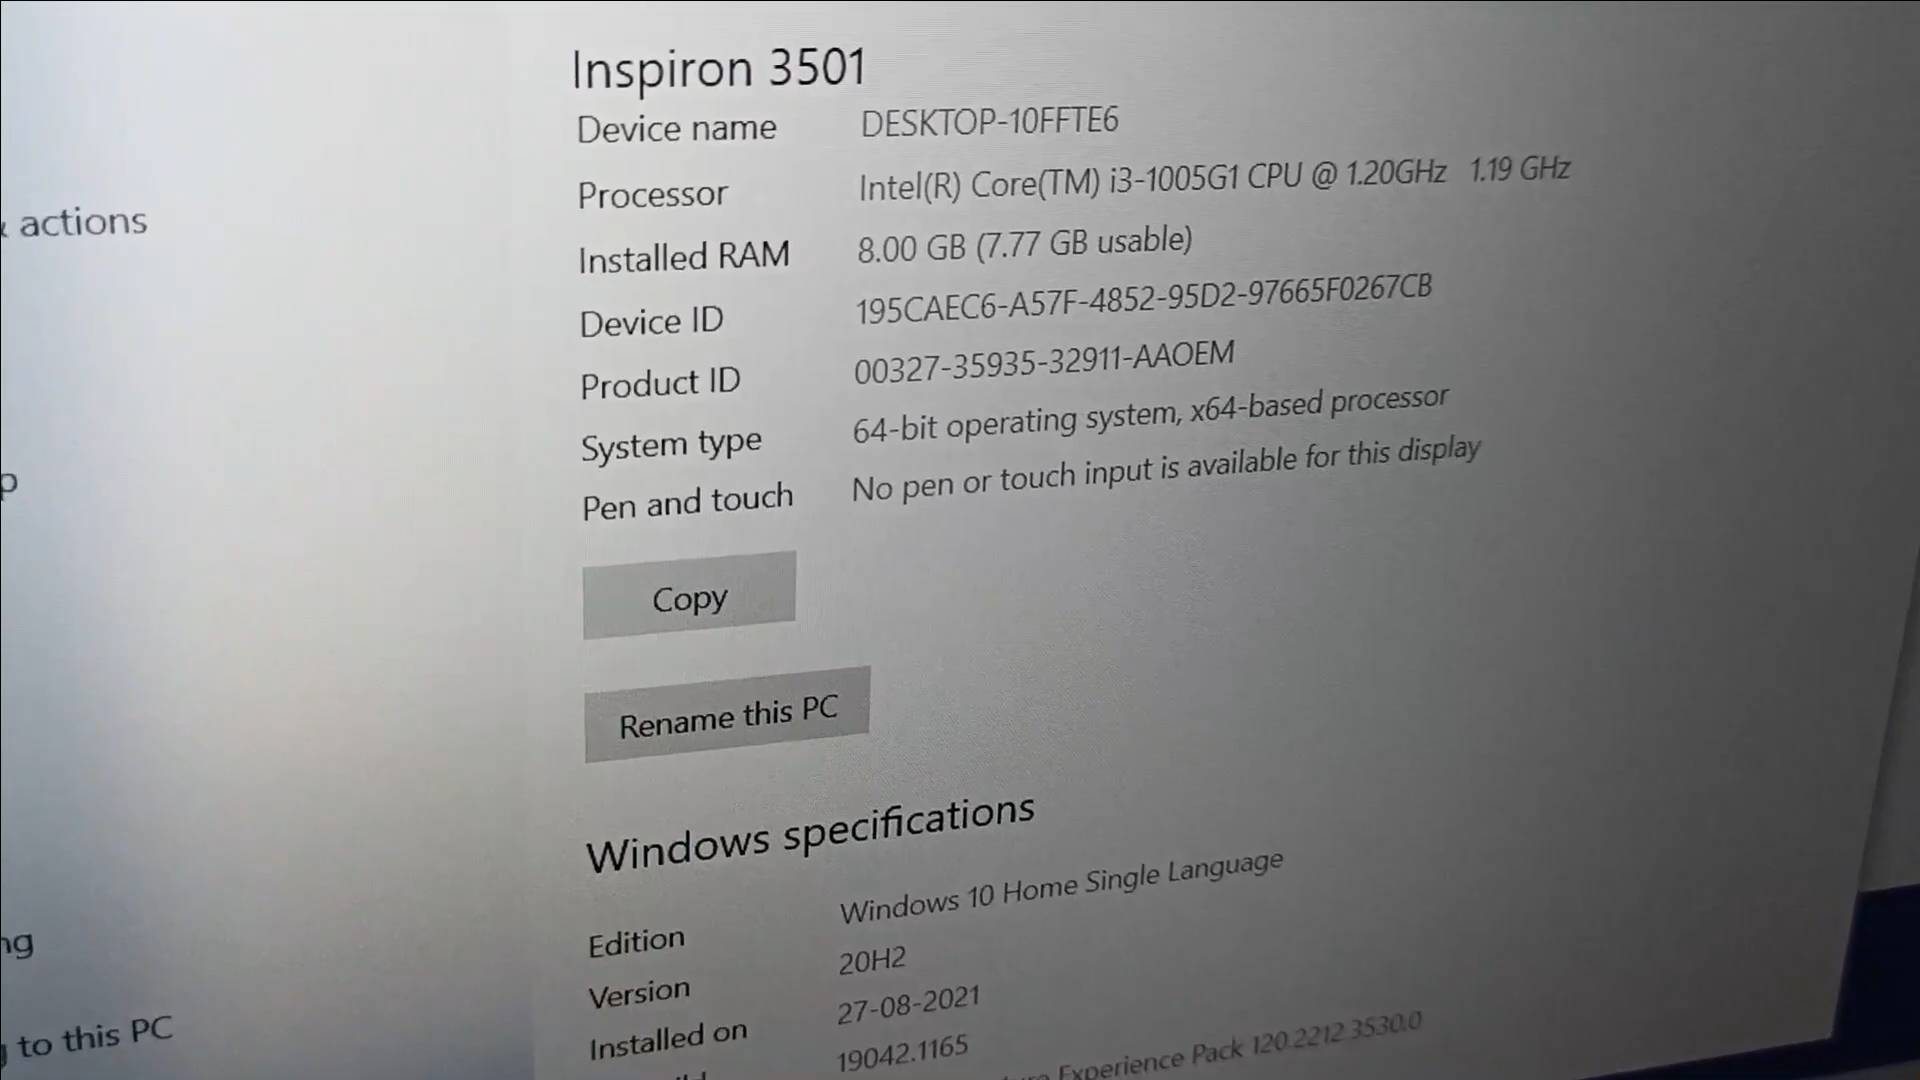 Inspiron 3501
Device name DESKTOP-10FFTE6
Processor Intel(R) Core(TM) i3-1005G1 CPU @ 1.20GHz 1.19 GHz
actions
Installed RAM 8.00 GB (7.77 GB usable)
Device ID 195CAEC6-A57F-4852-95D2-97665F0267CB
Product ID 00327-35935-32911-AAOEM
System type 64-bit operating system, x64-based processor
Pen and touch No pen or touch input is available for this display
p
Copy
Rename this PC
Windows specifications
Edition Windows 10 Home Single Language
ng
Version 20H2
Installed on 27-08-2021
to this PC
19042.1165
Experience Pack 120.2212.3530.0